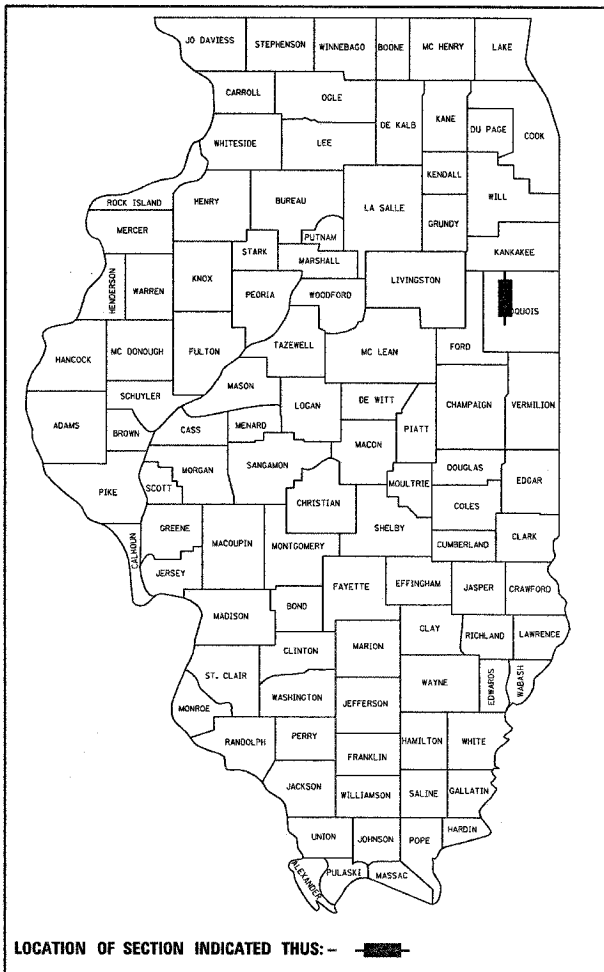 JO DAVIESS
STEPHENSON
WINNEBAGO
BOONE
MC HENRY
LAKE
CARROLL
OGLE
DE KALB
KANE
DU PAGE
COOK
WHITESIDE
LEE
KENDALL
WILL
ROCK ISLAND
HENRY
BUREAU
LA SALLE
GRUNDY
MERCER
PUTNAM
STARK
MARSHALL
KANKAKEE
HENDERSON
WARREN
KNOX
PEORIA
WOODFORD
LIVINGSTON
OQUOIS
HANCOCK
MC DONOUGH
FULTON
TAZEWELL
MC LEAN
FORD
SCHUYLER
MASON
LOGAN
DE WITT
CHAMPAIGN
VERMILION
ADAMS
BROWN
CASS
MENARD
MACON
PIATT
PIKE
SCOTT
MORGAN
SANGAMON
CHRISTIAN
MOULTRIE
DOUGLAS
EDGAR
COLES
CALHOUN
GREENE
MACOUPIN
MONTGOMERY
SHELBY
CUMBERLAND
CLARK
JERSEY
FAYETTE
EFFINGHAM
JASPER
CRAWFORD
MADISON
BOND
CLAY
RICHLAND
LAWRENCE
CLINTON
MARION
ST. CLAIR
WAYNE
EDWARDS
WABASH
WASHINGTON
JEFFERSON
MONROE
RANDOLPH
PERRY
HAMILTON
WHITE
FRANKLIN
JACKSON
WILLIAMSON
SALINE
GALLATIN
UNION
JOHNSON
POPE
HARDIN
ALEXANDER
PULASKI
MASSAC
LOCATION OF SECTION INDICATED THUS: -